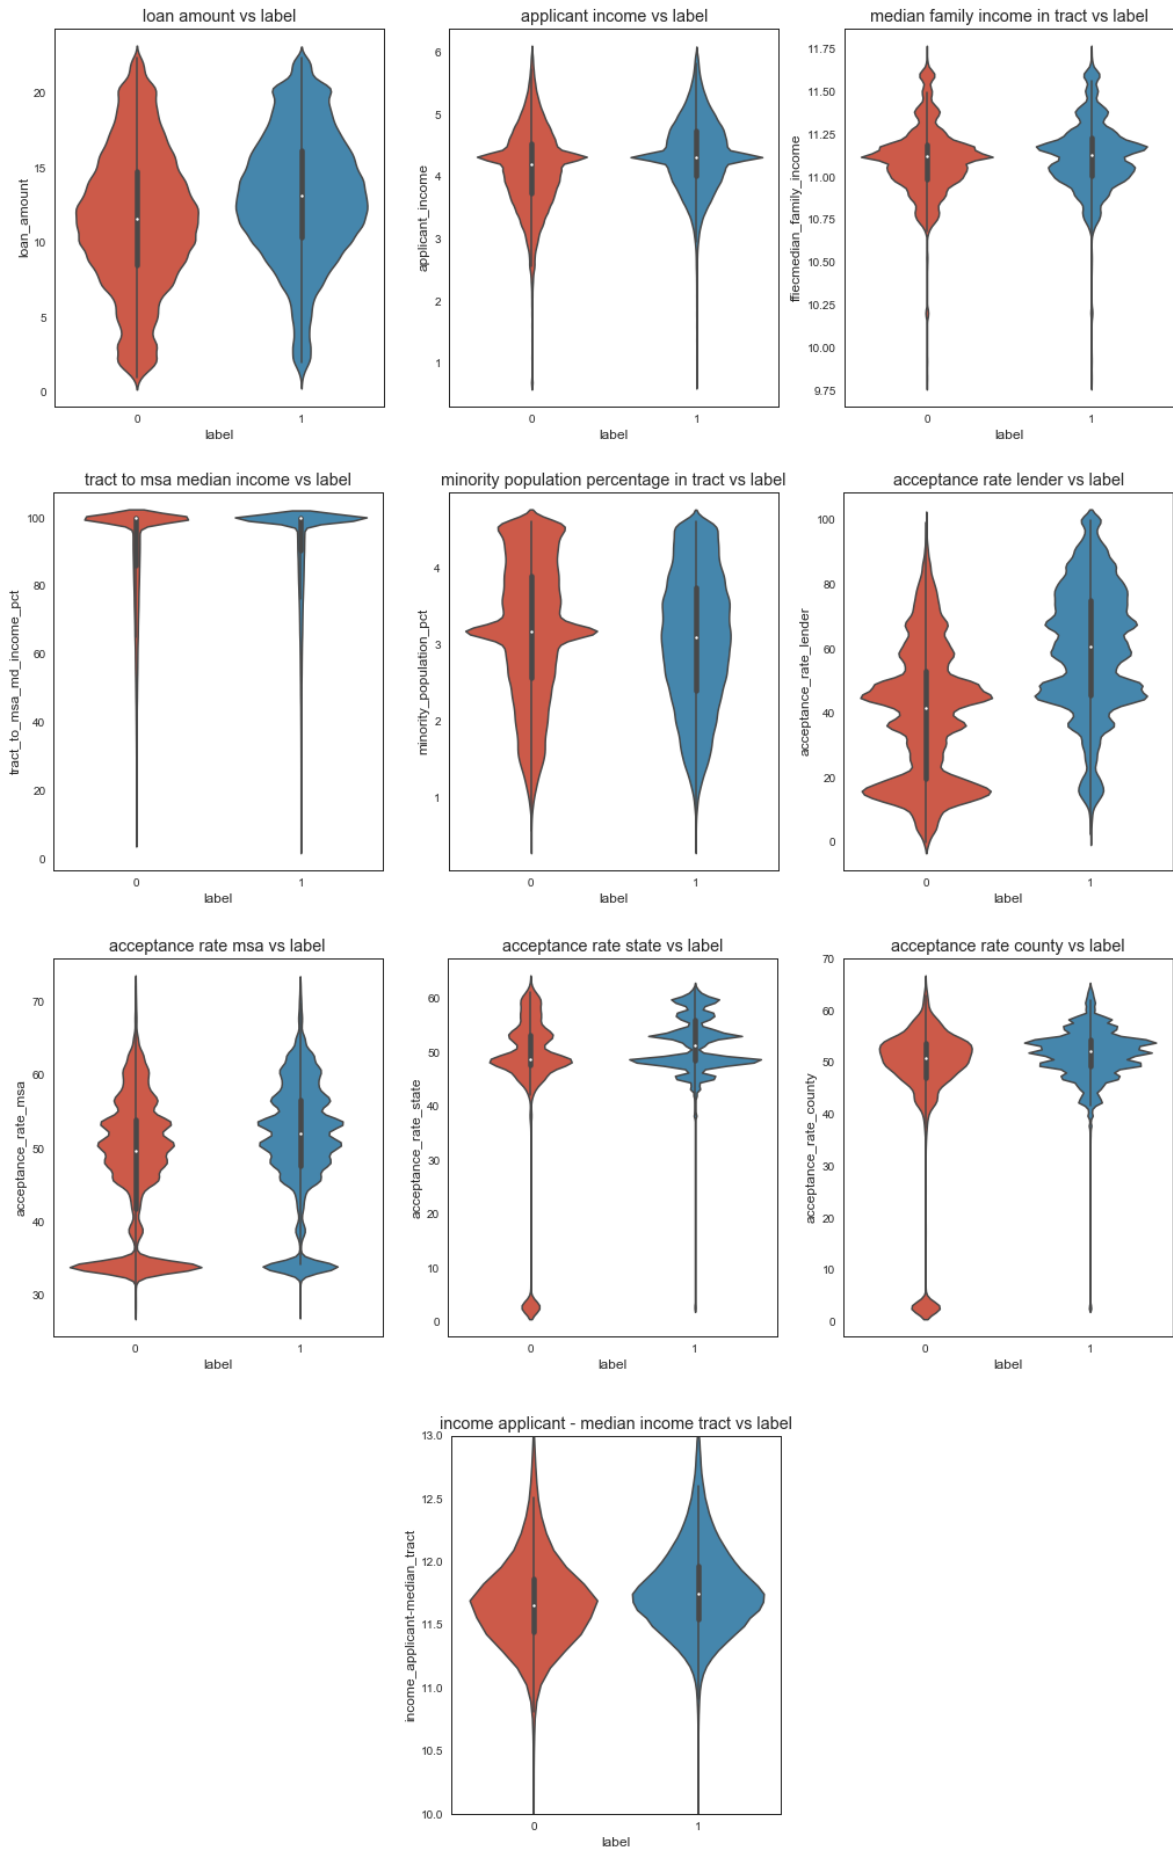 loan amount vs label
20
15
10
5
0
loan_amount
0
1
label
applicant income vs label
6
5
4
3
2
1
applicant_income
0
1
label
median family income in tract vs label
11.75
11.50
11.25
11.00
10.75
10.50
10.25
10.00
9.75
ffiecmedian_family_income
0
1
label
tract to msa median income vs label
100
80
60
40
20
0
tract_to_msa_md_income_pct
0
1
label
minority population percentage in tract vs label
4
3
2
1
minority_population_pct
0
1
label
acceptance rate lender vs label
100
80
60
40
20
0
acceptance_rate_lender
0
1
label
acceptance rate msa vs label
70
60
50
40
30
acceptance_rate_msa
0
1
label
acceptance rate state vs label
60
50
40
30
20
10
0
acceptance_rate_state
0
1
label
acceptance rate county vs label
70
60
50
40
30
20
10
0
acceptance_rate_county
0
1
label
income applicant - median income tract vs label
13.0
12.5
12.0
11.5
11.0
10.5
10.0
income_applicant-median_tract
0
1
label